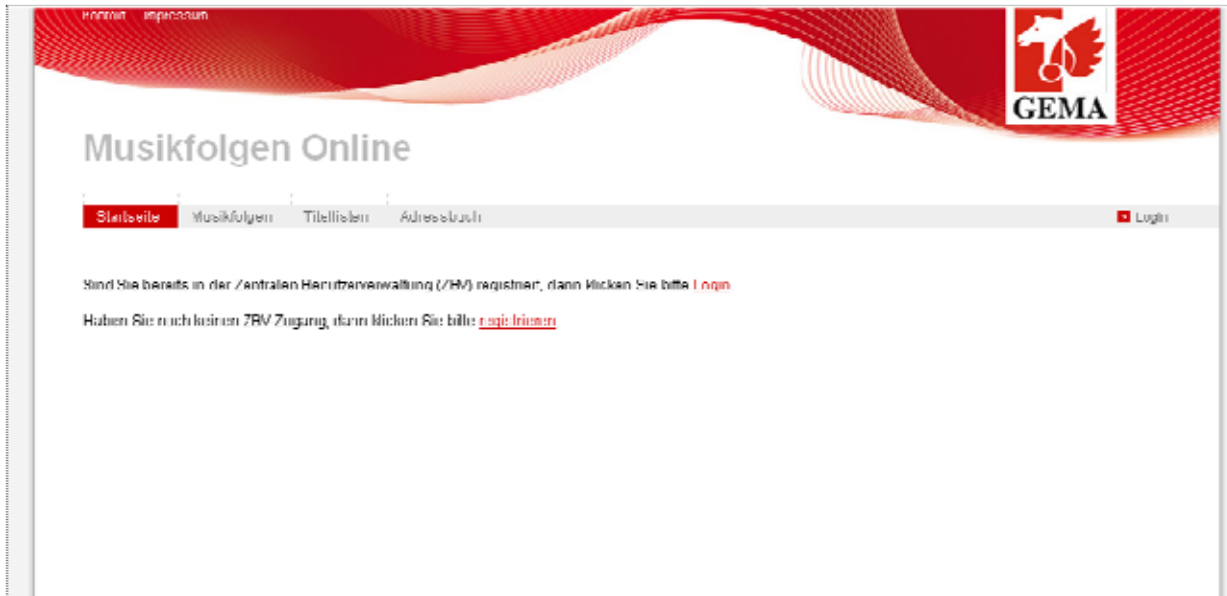 Kontakt Impressum
GEMA
Musikfolgen Online
Startseite Musikfolgen Titellisten Adressbuch Login
Sind Sie bereits in der Zentralen Benutzerverwaltung (ZBV) registriert, dann klicken Sie bitte Login
Haben Sie noch keinen ZBV Zugang, dann klicken Sie bitte registrieren